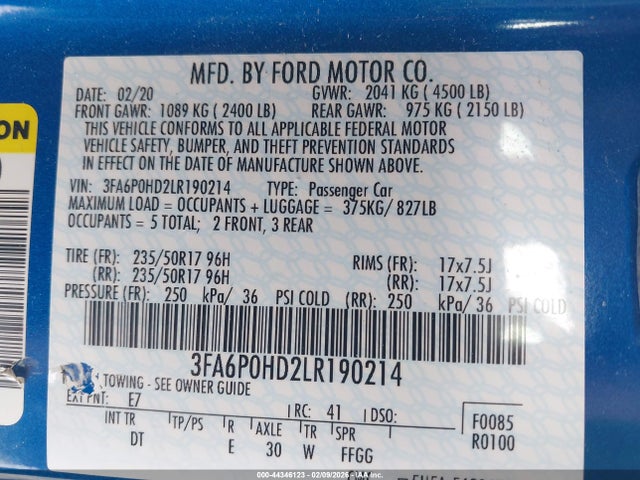 MFD. BY FORD MOTOR CO.
DATE: 02/20 GVWR: 2041 KG ( 4500 LB)
FRONT GAWR: 1089 KG ( 2400 LB) REAR GAWR: 975 KG ( 2150 LB)
THIS VEHICLE CONFORMS TO ALL APPLICABLE FEDERAL MOTOR
VEHICLE SAFETY, BUMPER, AND THEFT PREVENTION STANDARDS
IN EFFECT ON THE DATE OF MANUFACTURE SHOWN ABOVE.
VIN: 3FA6P0HD2LR190214 TYPE: Passenger Car
MAXIMUM LOAD = OCCUPANTS + LUGGAGE = 375KG/ 827LB
OCCUPANTS = 5 TOTAL; 2 FRONT, 3 REAR
TIRE (FR): 235/50R17 96H RIMS (FR): 17x7.5J
(RR): 235/50R17 96H (RR): 17x7.5J
PRESSURE (FR): 250 kPa/ 36 PSI COLD (RR): 250 kPa/ 36 PSI COLD
3FA6P0HD2LR190214
TOWING - SEE OWNER GUIDE
EXT PNT: E7 RC: 41 DSO: F0085
INT TR TP/PS R AXLE TR SPR R0100
DT E 30 W FFGG
000-44346123 - 02/09/2026 -